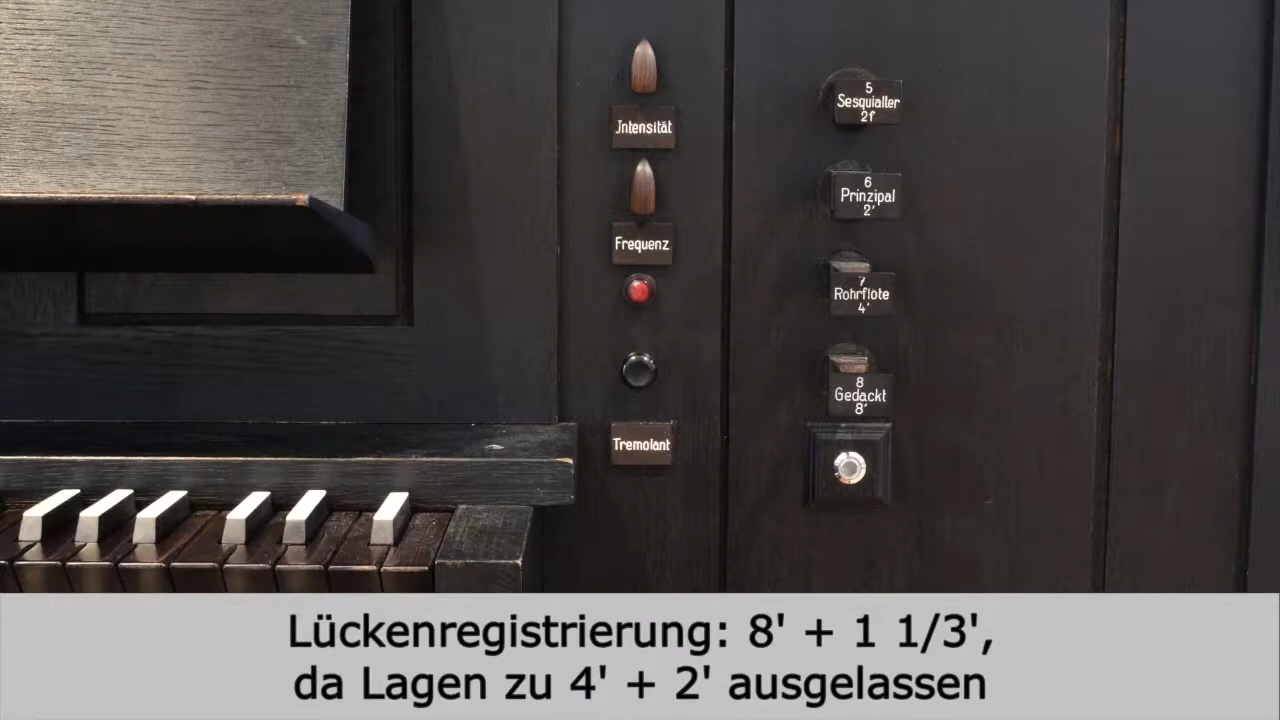 Jntensität
Frequenz
Tremolant
5
Sesquialler
2f
6
Prinzipal
2'
7
Rohrflöte
4'
8
Gedackt
8'
Lückenregistrierung: 8' + 1 1/3',
da Lagen zu 4' + 2' ausgelassen